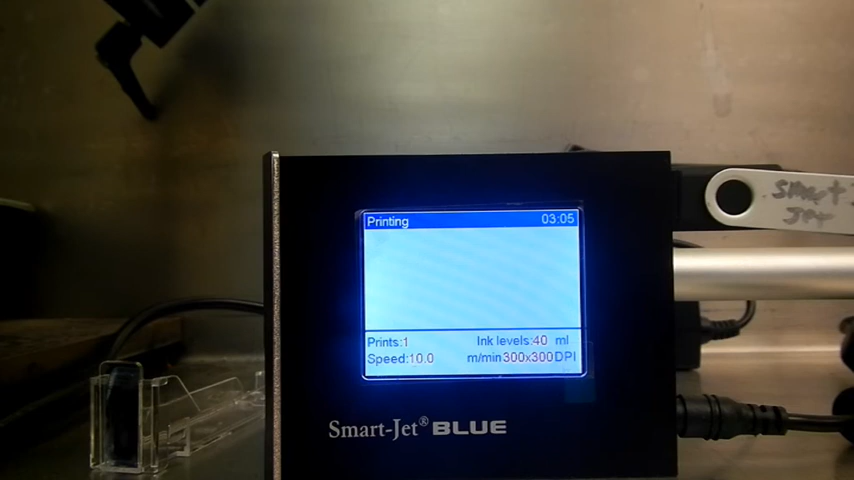 Printing 03:05
Prints:1 Ink levels:40 ml
Speed:10.0 m/min 300x300DPI
Smart-Jet® BLUE
Smart
Jet